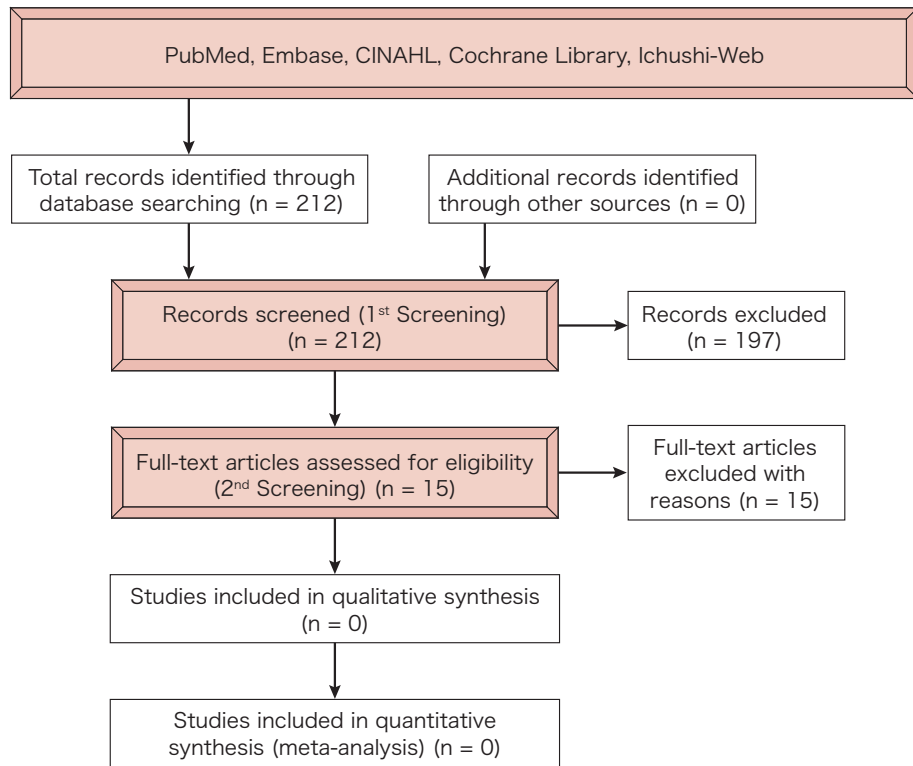 PubMed, Embase, CINAHL, Cochrane Library, Ichushi-Web
Total records identified through
database searching (n = 212)
Additional records identified
through other sources (n = 0)
Records screened (1st Screening)
(n = 212)
Records excluded
(n = 197)
Full-text articles assessed for eligibility
(2nd Screening) (n = 15)
Full-text articles
excluded with
reasons (n = 15)
Studies included in qualitative synthesis
(n = 0)
Studies included in quantitative
synthesis (meta-analysis) (n = 0)